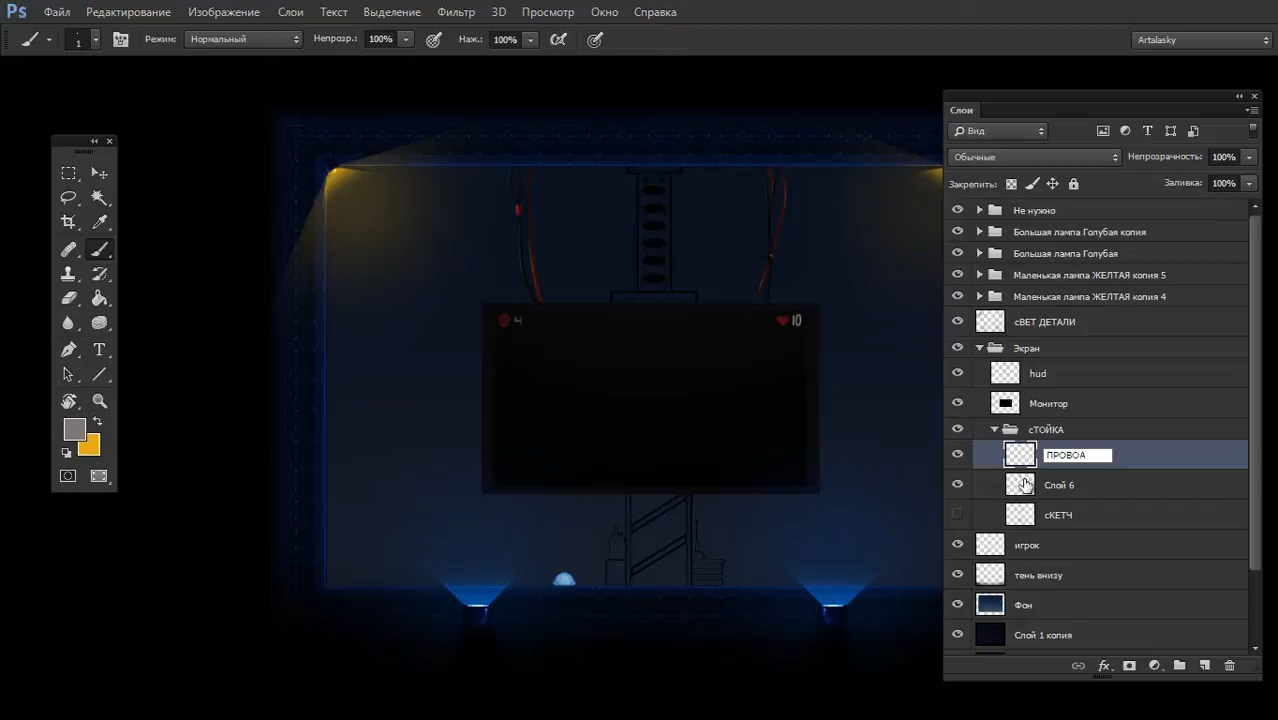 Ps Файл Редактирование Изображение Слои Текст Выделение Фильтр 3D Просмотр Окно Справка
1 Режим: Нормальный Непрозр.: 100% Наж.: 100% Artalasky
Слои
Вид
Обычные Непрозрачность: 100%
Закрепить: Заливка: 100%
Не нужно
Большая лампа Голубая копия
Большая лампа Голубая
Маленькая лампа ЖЕЛТАЯ копия 5
Маленькая лампа ЖЕЛТАЯ копия 4
сВЕТ ДЕТАЛИ
Экран
hud
Монитор
сТОЙКА
ПРОВОА
Слой 6
сКЕТЧ
игрок
тень внизу
Фон
Слой 1 копия
4 10